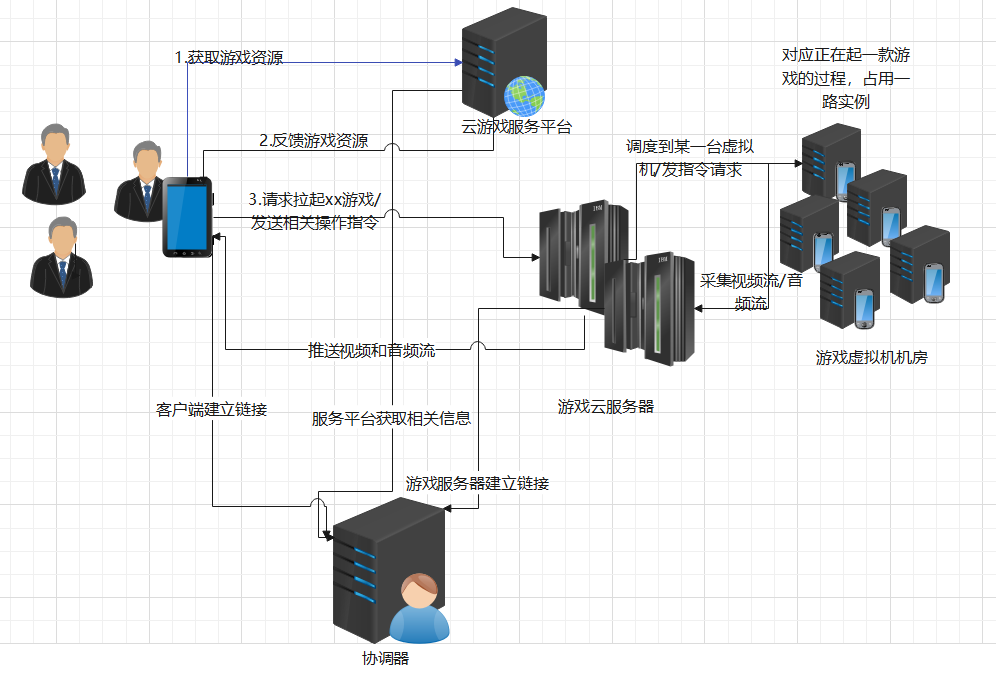 1.获取游戏资源
云游戏服务平台
2.反馈游戏资源
3.请求拉起xx游戏/
发送相关操作指令
对应正在起一款游
戏的过程，占用一
路实例
调度到某一台虚拟
机/发指令请求
采集视频流/音
频流
游戏虚拟机机房
推送视频和音频流
游戏云服务器
客户端建立链接
服务平台获取相关信息
游戏服务器建立链接
协调器
IBM
IBM